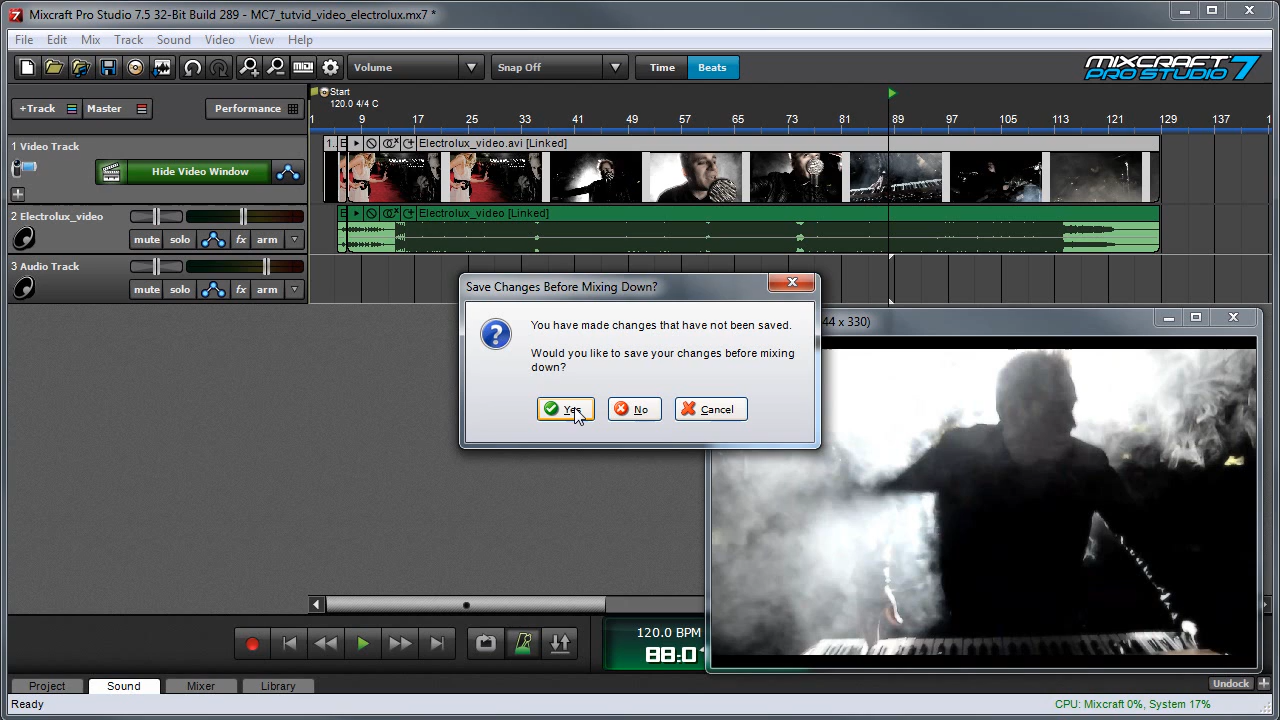 Mixcraft Pro Studio 7.5 32-Bit Build 289 - MC7_tutvid_video_electrolux.mx7 *
File Edit Mix Track Sound Video View Help
Volume Snap Off Time Beats
MIXCRAFT PRO STUDIO 7
+Track Master Performance
Start
120.0 4/4 C
1 9 17 25 33 41 49 57 65 73 81 89 97 105 113 121 129 137 1
1 Video Track
1.. E Electrolux_video.avi [Linked]
Hide Video Window
2 Electrolux_video
E Electrolux_video [Linked]
mute solo fx arm
3 Audio Track
mute solo fx arm
Save Changes Before Mixing Down?
You have made changes that have not been saved.
Would you like to save your changes before mixing
down?
Yes No Cancel
44 x 330)
120.0 BPM
88:0
Project Sound Mixer Library
Undock
Ready
CPU: Mixcraft 0%, System 17%